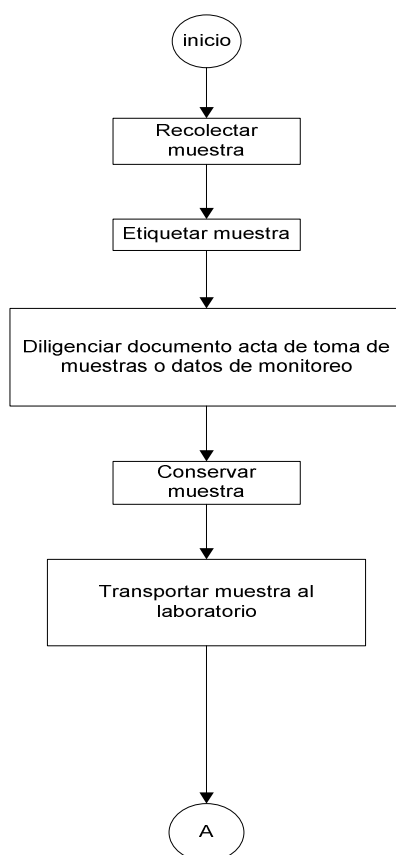 inicio
Recolectar
muestra
Etiquetar muestra
Diligenciar documento acta de toma de
muestras o datos de monitoreo
Conservar
muestra
Transportar muestra al
laboratorio
A